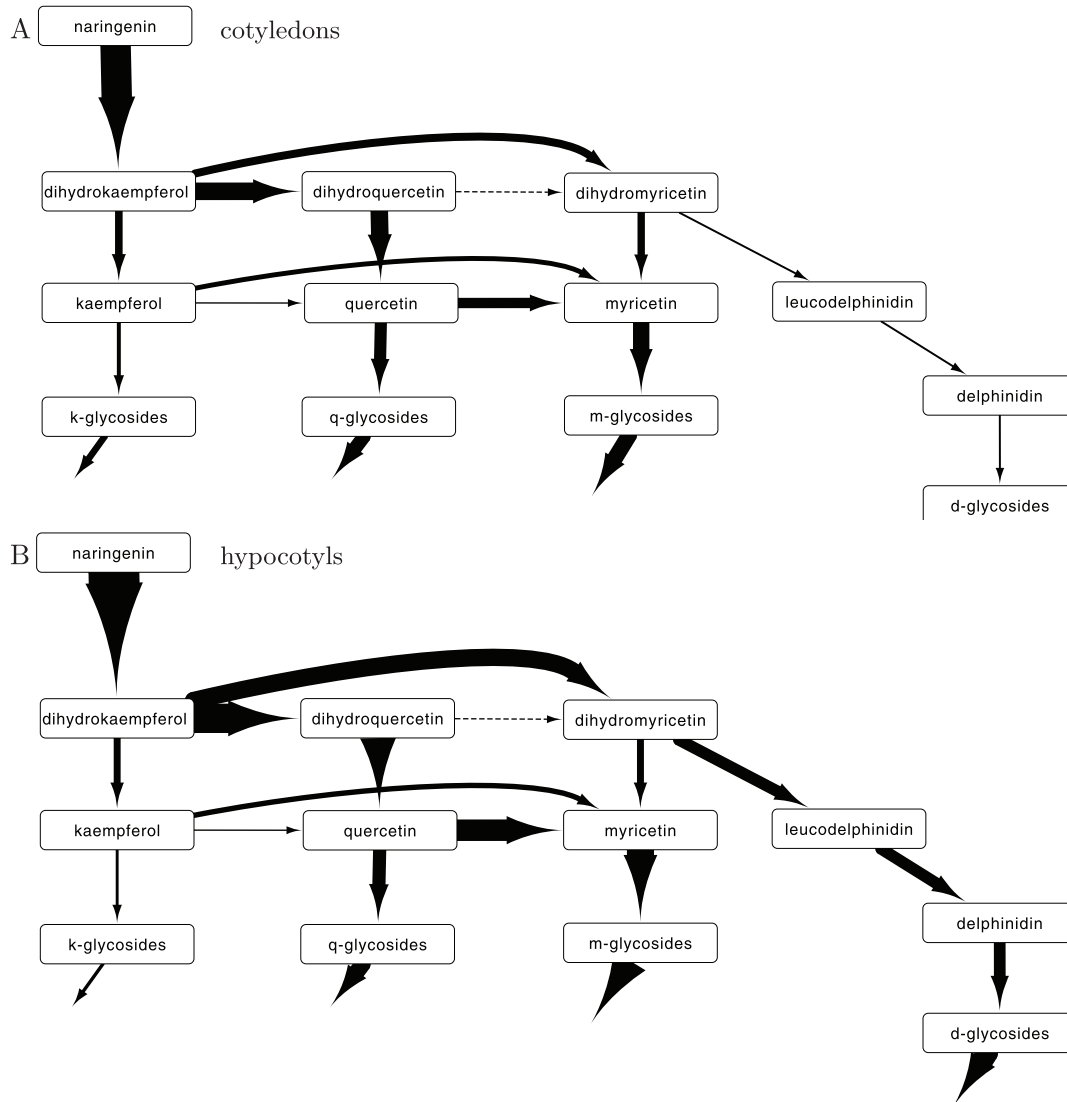 A naringenin cotyledons
dihydrokaempferol dihydroquercetin dihydromyricetin
kaempferol quercetin myricetin leucodelphinidin
delphinidin
k-glycosides q-glycosides m-glycosides
d-glycosides
B naringenin hypocotyls
dihydrokaempferol dihydroquercetin dihydromyricetin
kaempferol quercetin myricetin leucodelphinidin
delphinidin
k-glycosides q-glycosides m-glycosides
d-glycosides